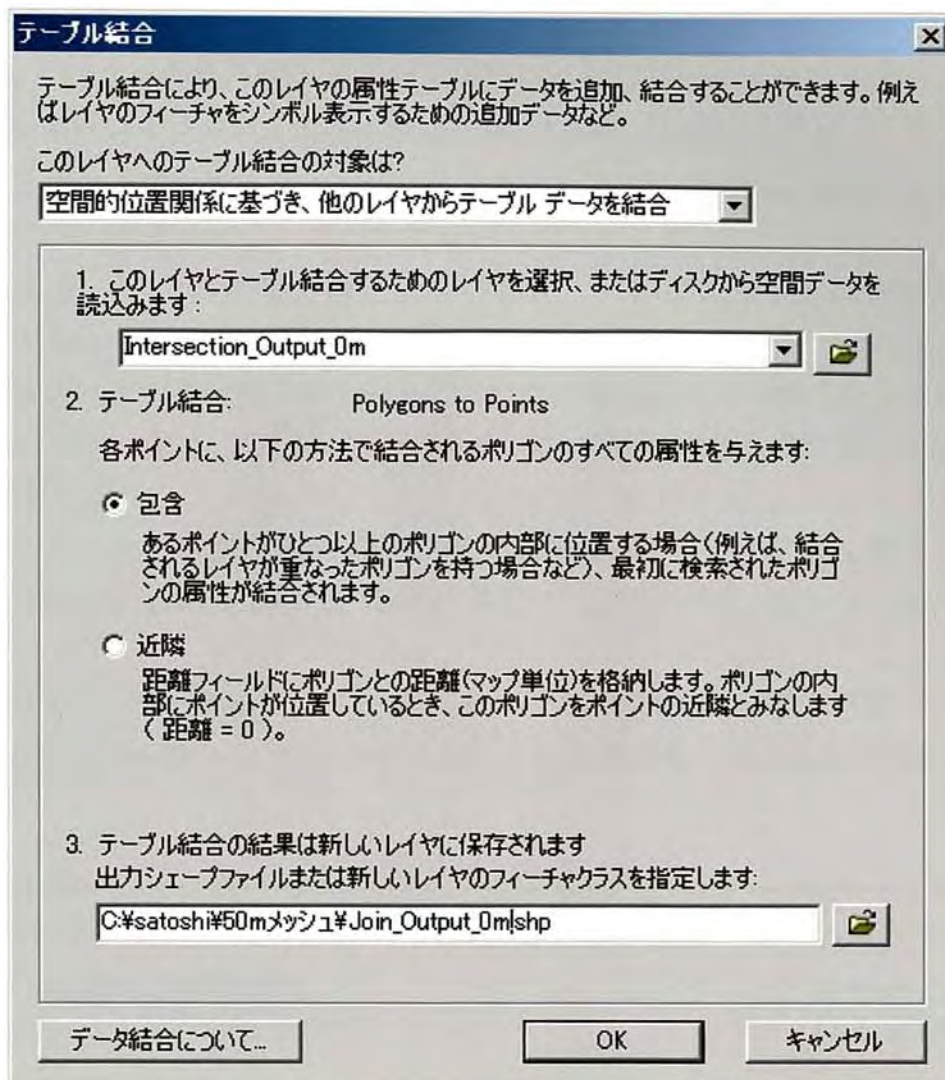 テーブル結合
テーブル結合により、このレイヤの属性テーブルにデータを追加、結合することができます。例え
ばレイヤのフィーチャをシンボル表示するための追加データなど。
このレイヤへのテーブル結合の対象は?
空間的位置関係に基づき、他のレイヤからテーブル データを結合
1. このレイヤとテーブル結合するためのレイヤを選択、またはディスクから空間データを
読込みます:
Intersection_Output_0m
2. テーブル結合: Polygons to Points
各ポイントに、以下の方法で結合されるポリゴンのすべての属性を与えます:
包含
あるポイントがひとつ以上のポリゴンの内部に位置する場合(例えば、結合
されるレイヤが重なったポリゴンを持つ場合など)、最初に検索されたポリゴ
ンの属性が結合されます。
近隣
距離フィールドにポリゴンとの距離(マップ単位)を格納します。ポリゴンの内
部にポイントが位置しているとき、このポリゴンをポイントの近隣とみなします
( 距離 = 0 )。
3. テーブル結合の結果は新しいレイヤに保存されます
出力シェープファイルまたは新しいレイヤのフィーチャクラスを指定します:
C:¥satoshi¥50mメッシュ¥Join_Output_0m.shp
データ結合について...
OK
キャンセル